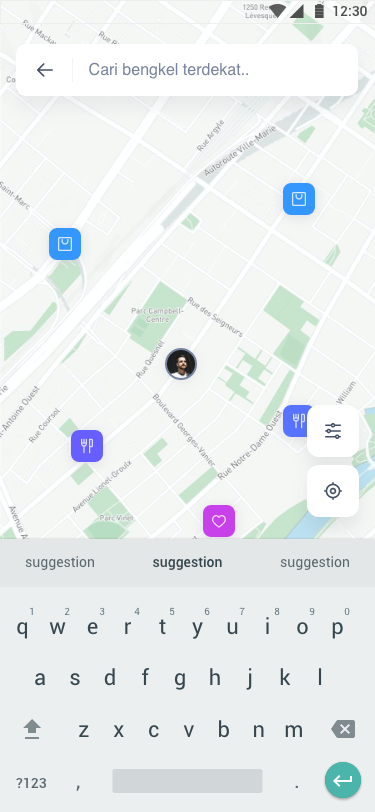 12:30
1250 Re
Lévesque
Rue Mackay
Cari bengkel terdekat..
Rue Argyle
Autoroute Ville-Marie
Saint-Marc
Parc Campbell-
Centre
Rue des Seigneurs
Rue Quesnel
William
t-Antoine Ouest
Rue Coursol
Boulevard Georges-Vanier
Rue Notre-Dame Ouest
Avenue Lionel-Groulx
Avenue A
Parc Vinet
suggestion suggestion suggestion
1 2 3 4 5 6 7 8 9 0
q w e r t y u i o p
a s d f g h j k l
z x c v b n m
?123 , .